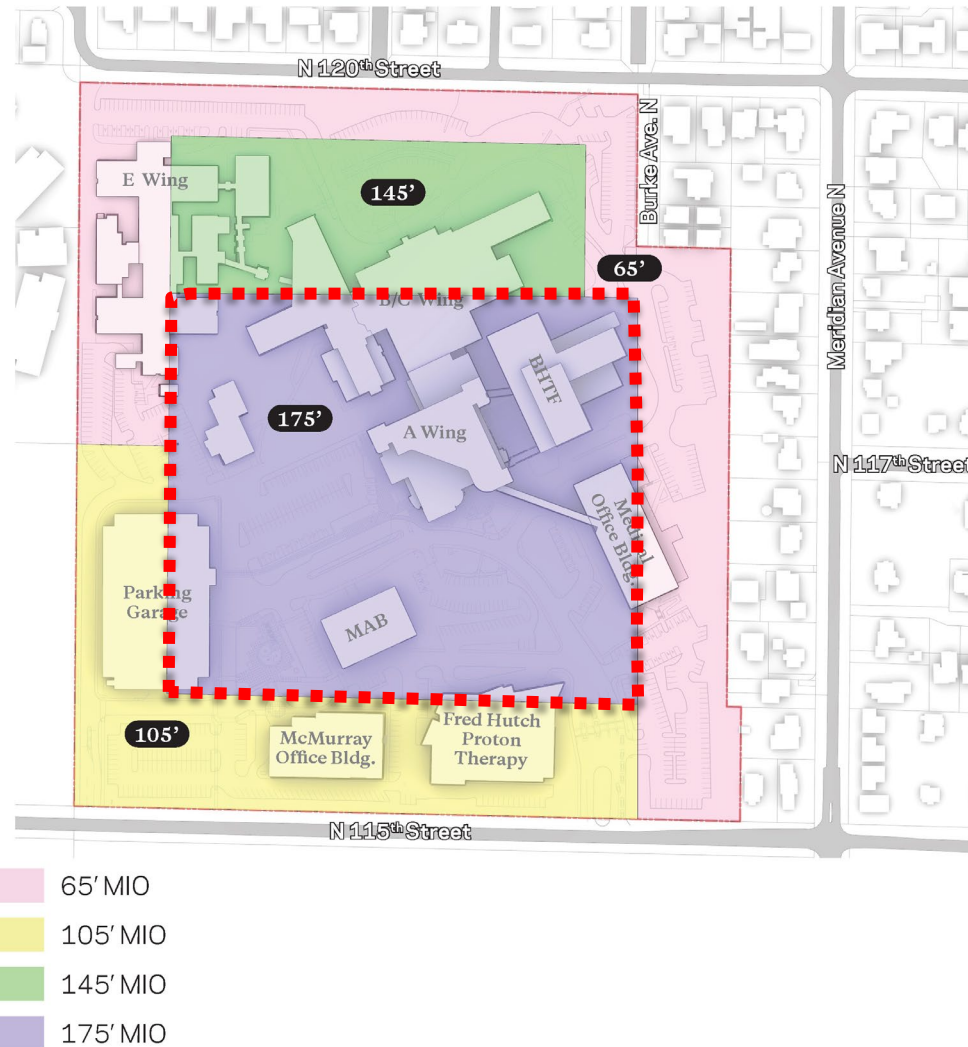 N 120th Street
Burke Ave. N
E Wing
145'
Meridian Avenue N
65'
B/C Wing
BHTF
175'
A Wing
N 117th Street
Medical
Office Bldg.
Parking
Garage
MAB
105'
McMurray
Office Bldg.
Fred Hutch
Proton
Therapy
N 115th Street
65' MIO
105' MIO
145' MIO
175' MIO